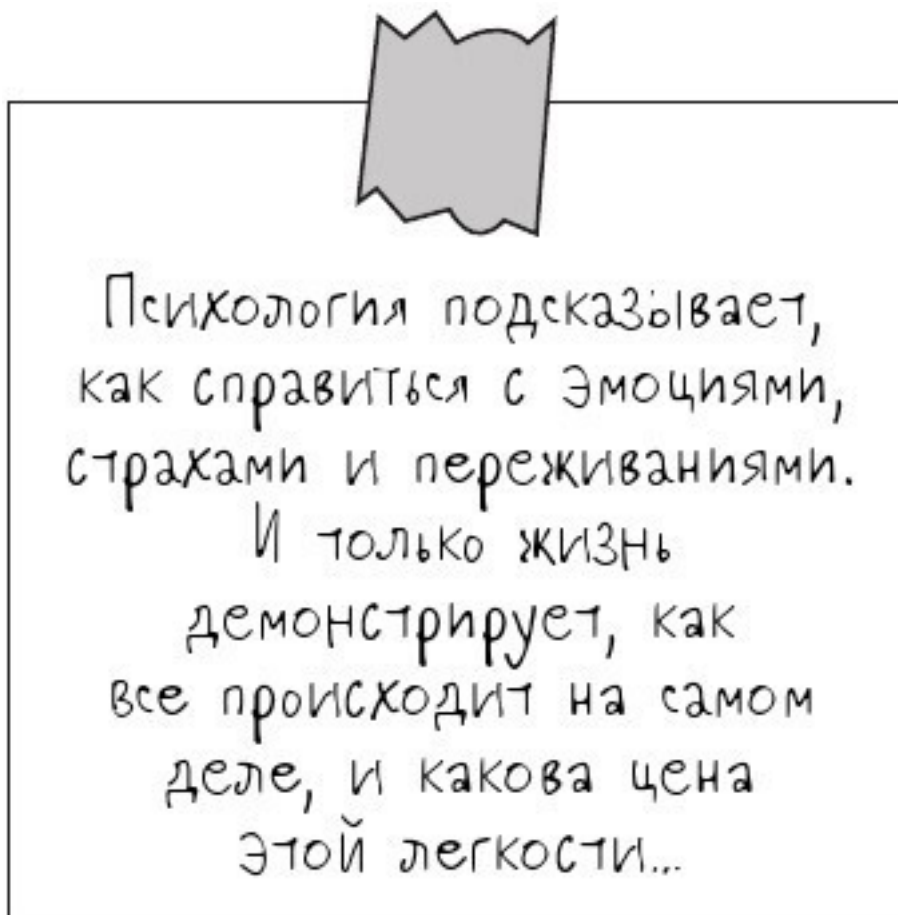 Психология подсказывает,
как справиться с эмоциями,
страхами и переживаниями.
И только жизнь
демонстрирует, как
все происходит на самом
деле, и какова цена
этой легкости...